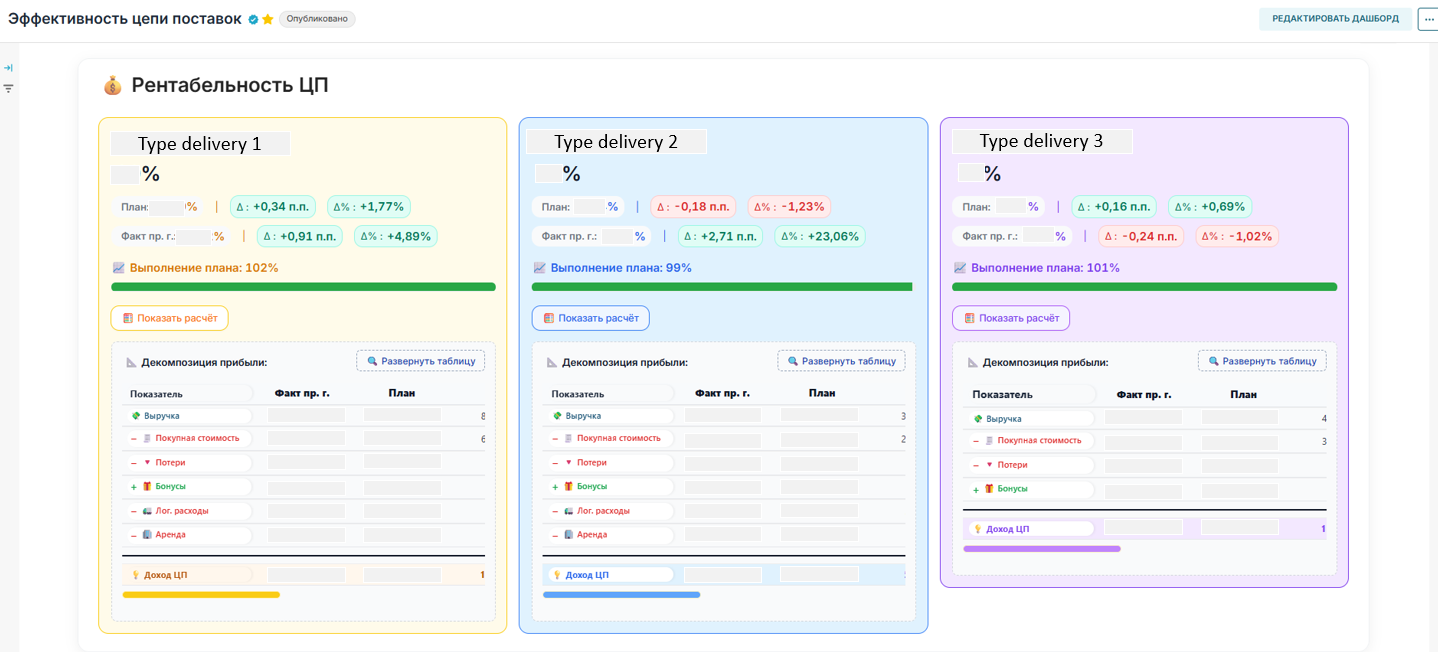 Эффективность цепи поставок Опубликовано РЕДАКТИРОВАТЬ ДАШБОРД ...
Рентабельность ЦП
Type delivery 1
%
План: % | Δ : +0,34 п.п. Δ% : +1,77%
Факт пр. г.: % | Δ : +0,91 п.п. Δ% : +4,89%
Выполнение плана: 102%
Показать расчёт
Декомпозиция прибыли: Развернуть таблицу
Показатель Факт пр. г. План
Выручка 8
– Покупная стоимость 6
– Потери
+ Бонусы
– Лог. расходы
– Аренда
Доход ЦП 1
Type delivery 2
%
План: % | Δ : -0,18 п.п. Δ% : -1,23%
Факт пр. г.: % | Δ : +2,71 п.п. Δ% : +23,06%
Выполнение плана: 99%
Показать расчёт
Декомпозиция прибыли: Развернуть таблицу
Показатель Факт пр. г. План
Выручка 3
– Покупная стоимость 2
– Потери
+ Бонусы
– Лог. расходы
– Аренда
Доход ЦП
Type delivery 3
%
План: % | Δ : +0,16 п.п. Δ% : +0,69%
Факт пр. г.: % | Δ : -0,24 п.п. Δ% : -1,02%
Выполнение плана: 101%
Показать расчёт
Декомпозиция прибыли: Развернуть таблицу
Показатель Факт пр. г. План
Выручка 4
– Покупная стоимость 3
– Потери
+ Бонусы
Доход ЦП 1